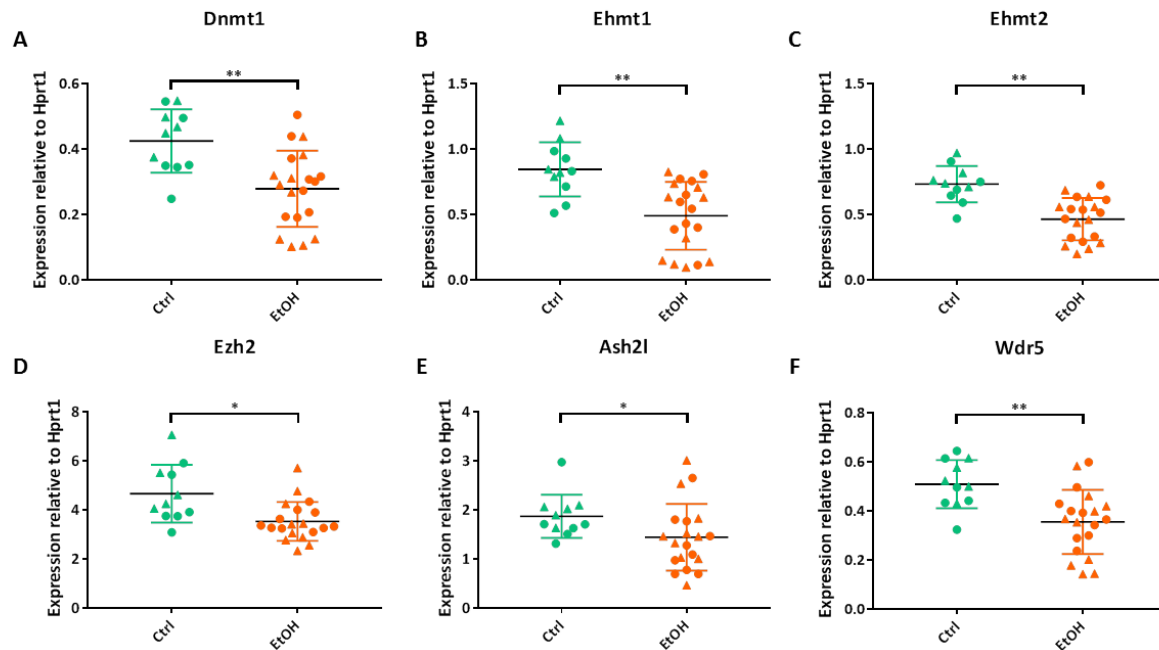 A
Dnmt1
Expression relative to Hprt1
0.6
0.4
0.2
0.0
**
Ctrl
EtOH
B
Ehmt1
Expression relative to Hprt1
1.5
1.0
0.5
0.0
**
Ctrl
EtOH
C
Ehmt2
Expression relative to Hprt1
1.5
1.0
0.5
0.0
**
Ctrl
EtOH
D
Ezh2
Expression relative to Hprt1
8
6
4
2
0
*
Ctrl
EtOH
E
Ash2l
Expression relative to Hprt1
4
3
2
1
0
*
Ctrl
EtOH
F
Wdr5
Expression relative to Hprt1
0.8
0.6
0.4
0.2
0.0
**
Ctrl
EtOH